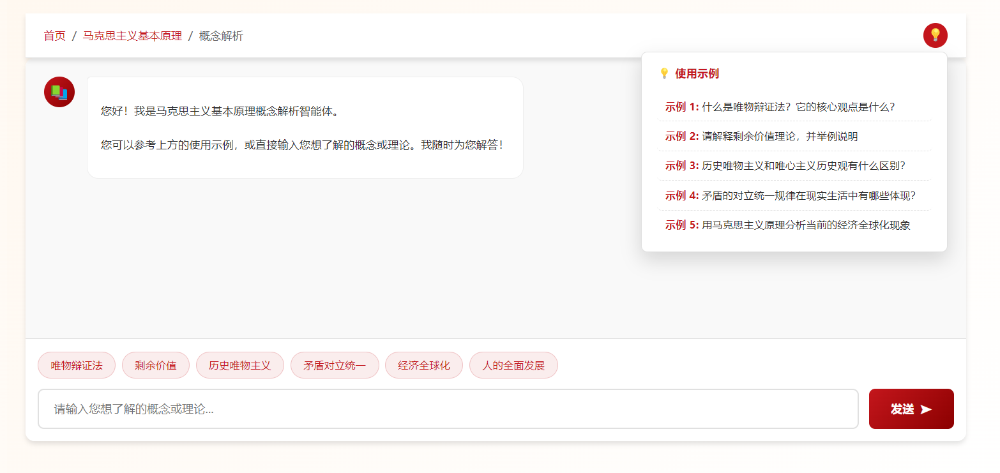 首页 / 马克思主义基本原理 / 概念解析
您好！我是马克思主义基本原理概念解析智能体。
您可以参考上方的使用示例，或直接输入您想了解的概念或理论。我随时为您解答！
使用示例
示例 1: 什么是唯物辩证法？它的核心观点是什么？
示例 2: 请解释剩余价值理论，并举例说明
示例 3: 历史唯物主义和唯心主义历史观有什么区别？
示例 4: 矛盾的对立统一规律在现实生活中有哪些体现？
示例 5: 用马克思主义原理分析当前的经济全球化现象
唯物辩证法 剩余价值 历史唯物主义 矛盾对立统一 经济全球化 人的全面发展
请输入您想了解的概念或理论... 发送 ➤